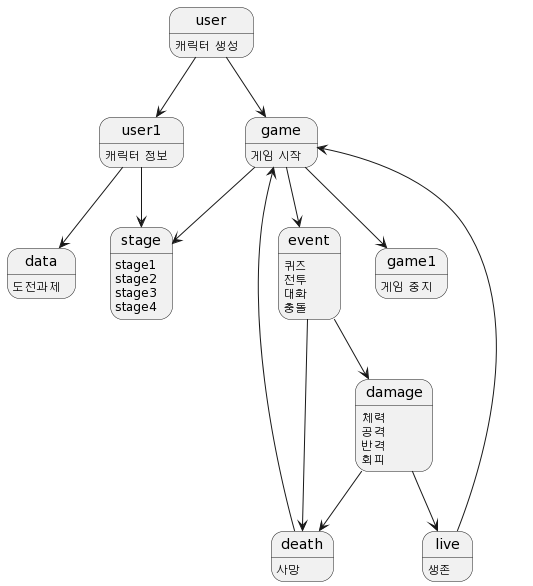 user
캐릭터 생성
user1
캐릭터 정보
game
게임 시작
data
도전과제
stage
stage1
stage2
stage3
stage4
event
퀴즈
전투
대화
충돌
game1
게임 중지
damage
체력
공격
반격
회피
death
사망
live
생존